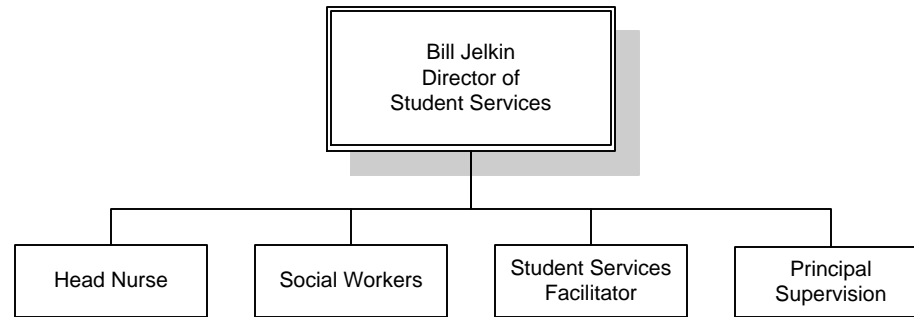 Bill Jelkin
Director of
Student Services
Head Nurse
Social Workers
Student Services
Facilitator
Principal
Supervision